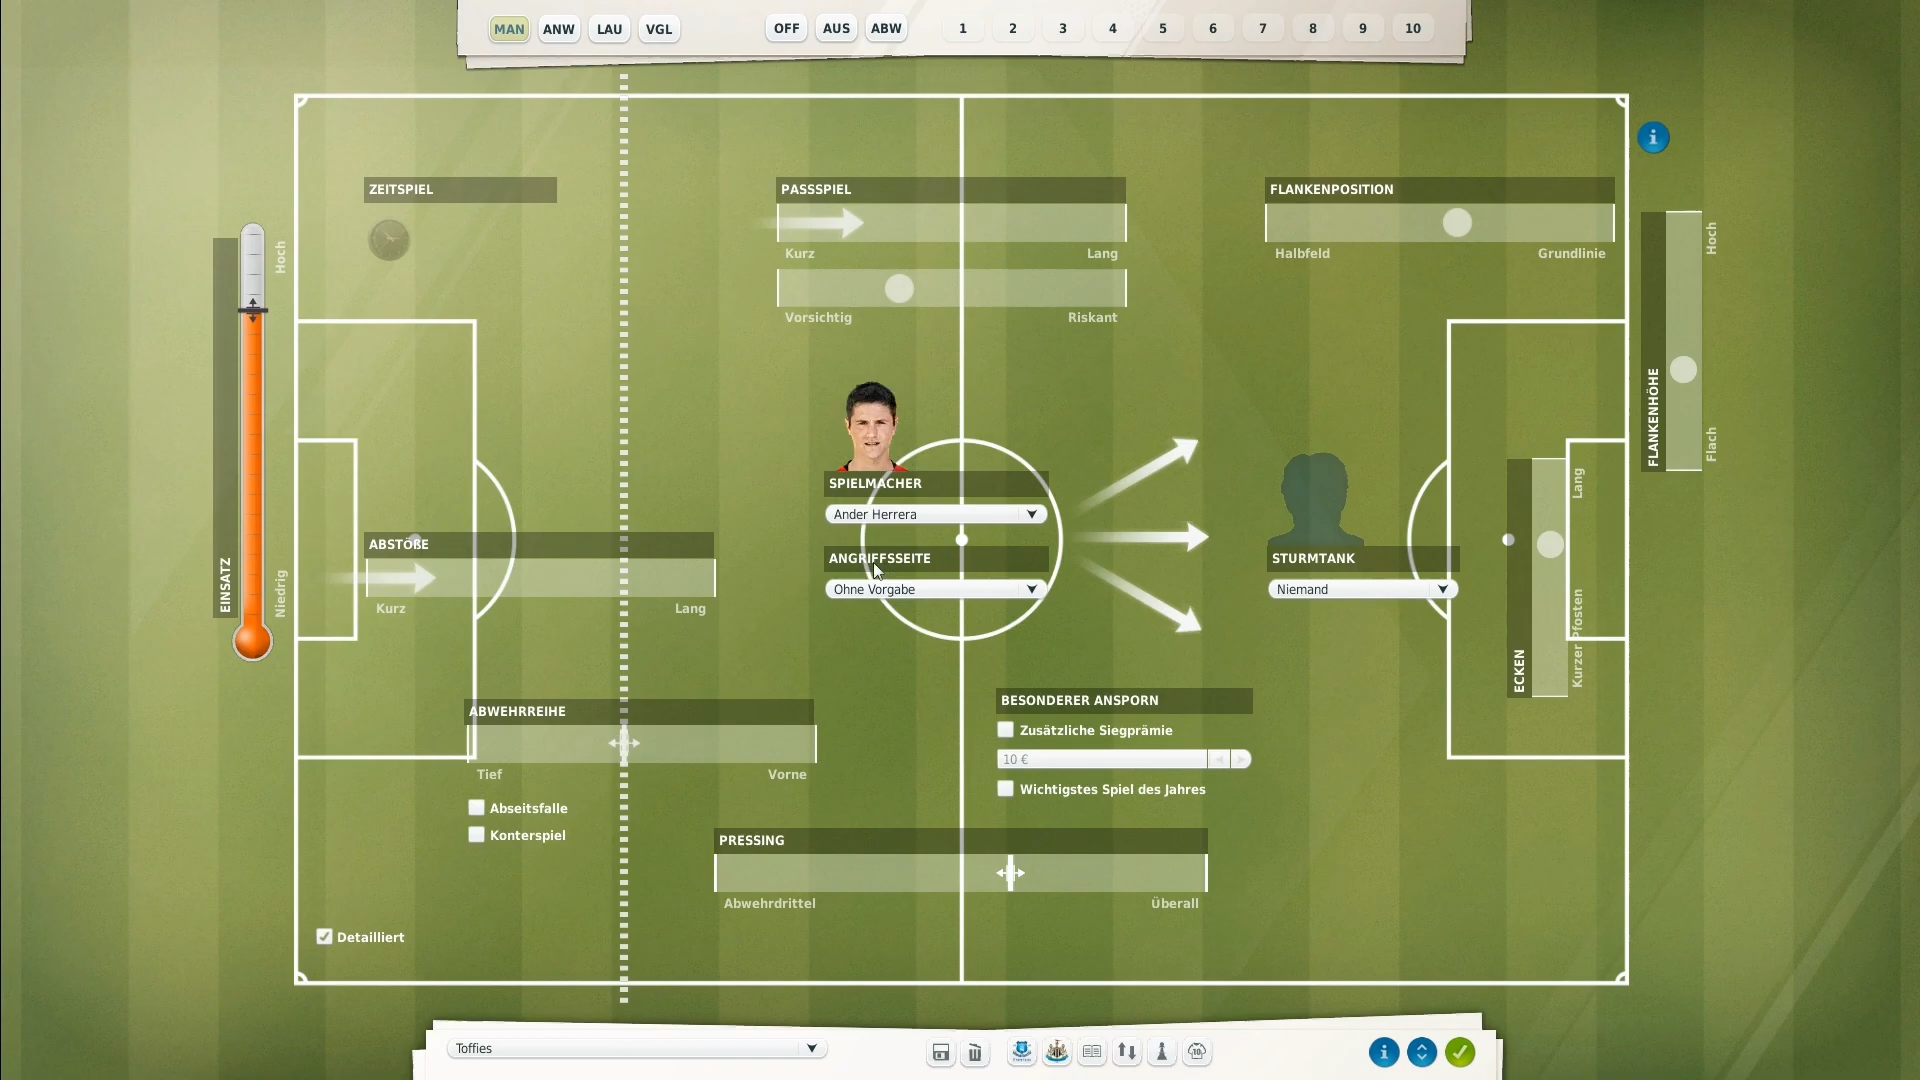 MAN ANW LAU VGL OFF AUS ABW 1 2 3 4 5 6 7 8 9 10
ZEITSPIEL
PASSSPIEL
Kurz Lang
Vorsichtig Riskant
FLANKENPOSITION
Halbfeld Grundlinie
EINSATZ
Hoch
Niedrig
FLANKENHÖHE
Hoch
Flach
SPIELMACHER
Ander Herrera
ANGRIFFSSEITE
Ohne Vorgabe
STURMTANK
Niemand
ABSTÖßE
Kurz Lang
ECKEN
Lang
Kurzer Pfosten
ABWEHRREIHE
Tief Vorne
Abseitsfalle
Konterspiel
BESONDERER ANSPORN
Zusätzliche Siegprämie
10 €
Wichtigstes Spiel des Jahres
PRESSING
Abwehrdrittel Überall
Detailliert
Toffies
10